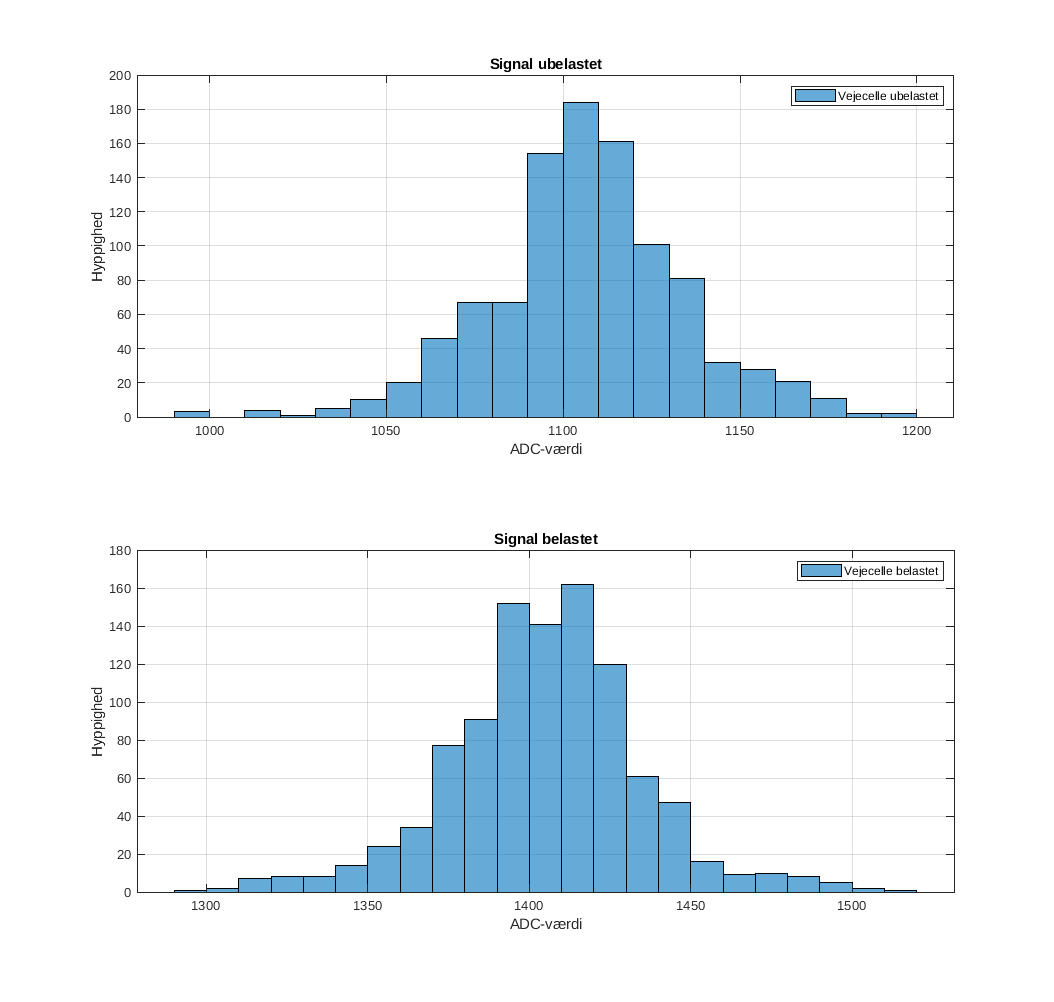 Signal ubelastet
Vejecelle ubelastet
200
180
160
140
120
100
80
60
40
20
0
Hyppighed
1000 1050 1100 1150 1200
ADC-værdi
Signal belastet
Vejecelle belastet
180
160
140
120
100
80
60
40
20
0
Hyppighed
1300 1350 1400 1450 1500
ADC-værdi